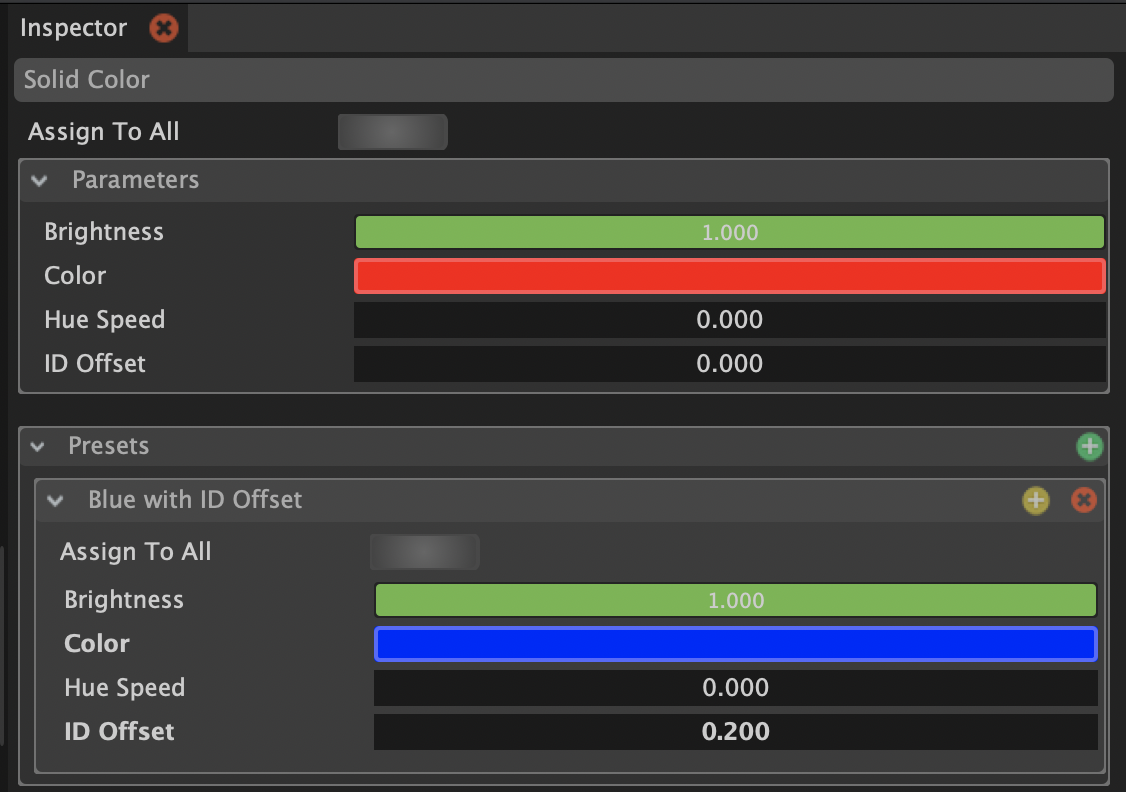 Inspector
Solid Color
Assign To All
Parameters
Brightness 1.000
Color
Hue Speed 0.000
ID Offset 0.000
Presets
Blue with ID Offset
Assign To All
Brightness 1.000
Color
Hue Speed 0.000
ID Offset 0.200